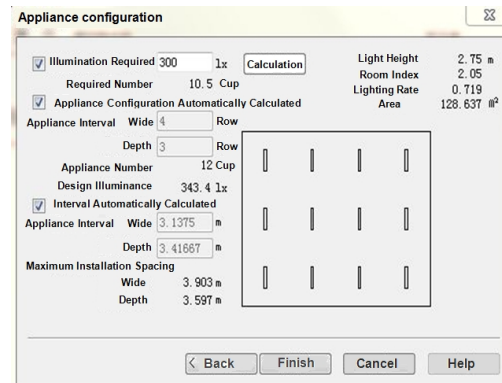 Appliance configuration
Illumination Required 300 lx Calculation
Required Number 10.5 Cup
Appliance Configuration Automatically Calculated
Appliance Interval Wide 4 Row
Depth 3 Row
Appliance Number 12 Cup
Design Illuminance 343.4 lx
Interval Automatically Calculated
Appliance Interval Wide 3.1375 m
Depth 3.41667 m
Maximum Installation Spacing
Wide 3.903 m
Depth 3.597 m
Light Height 2.75 m
Room Index 2.05
Lighting Rate 0.719
Area 128.637 m²
< Back Finish Cancel Help